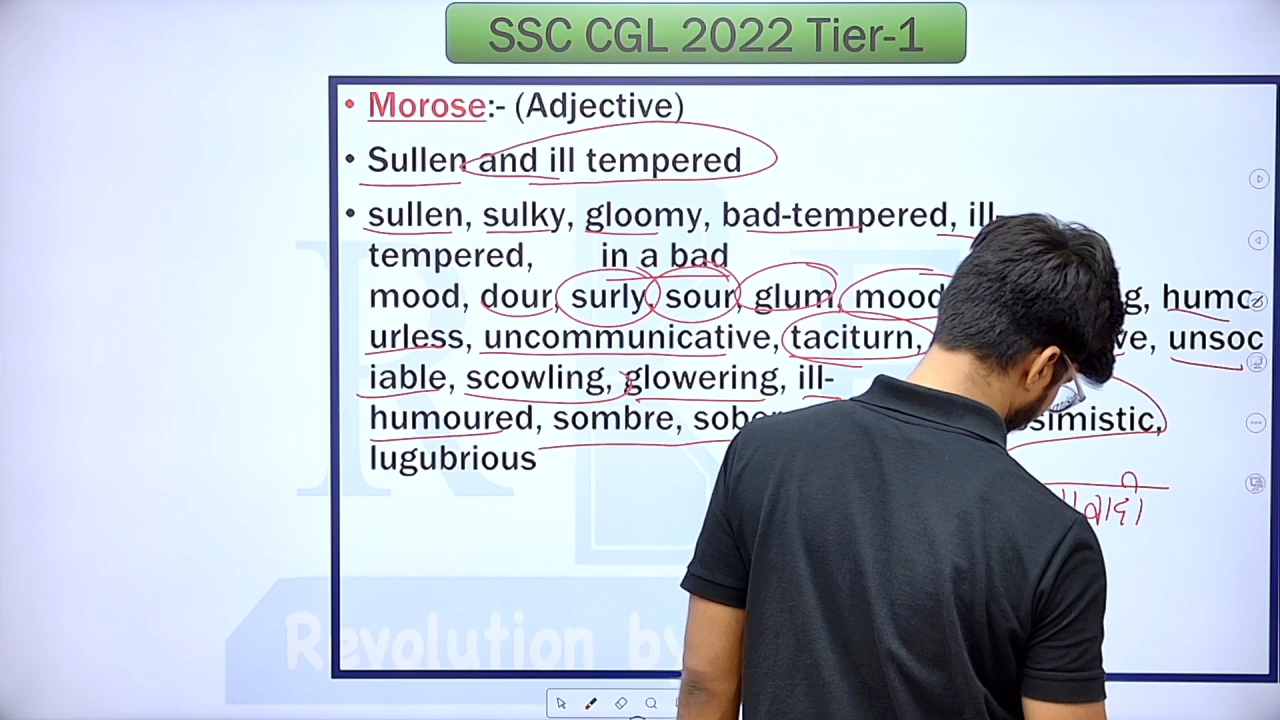 SSC CGL 2022 Tier-1
• Morose:- (Adjective)
• Sullen and ill tempered
• sullen, sulky, gloomy, bad-tempered, ill-
tempered, in a bad
mood, dour, surly, sour, glum, mood g, humo
urless, uncommunicative, taciturn, ve, unsoc
iable, scowling, glowering, ill-
humoured, sombre, sober simistic,
lugubrious
Revolution by